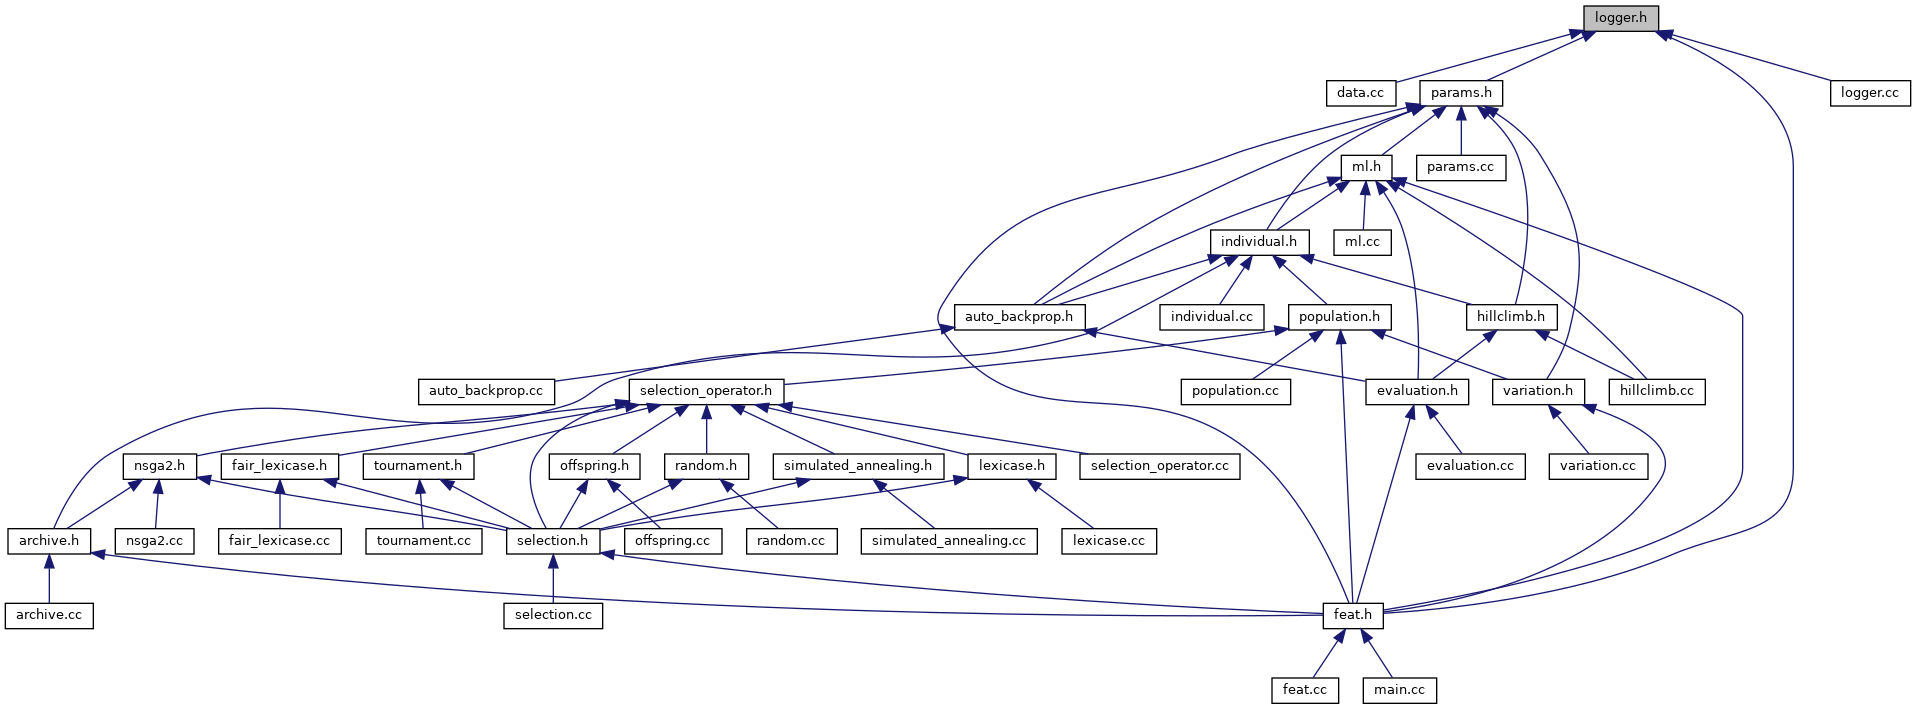 logger.h
data.cc
params.h
logger.cc
ml.h
params.cc
individual.h
ml.cc
auto_backprop.h
individual.cc
population.h
hillclimb.h
auto_backprop.cc
selection_operator.h
population.cc
evaluation.h
variation.h
hillclimb.cc
nsga2.h
fair_lexicase.h
tournament.h
offspring.h
random.h
simulated_annealing.h
lexicase.h
selection_operator.cc
evaluation.cc
variation.cc
archive.h
nsga2.cc
fair_lexicase.cc
tournament.cc
selection.h
offspring.cc
random.cc
simulated_annealing.cc
lexicase.cc
archive.cc
selection.cc
feat.h
feat.cc
main.cc